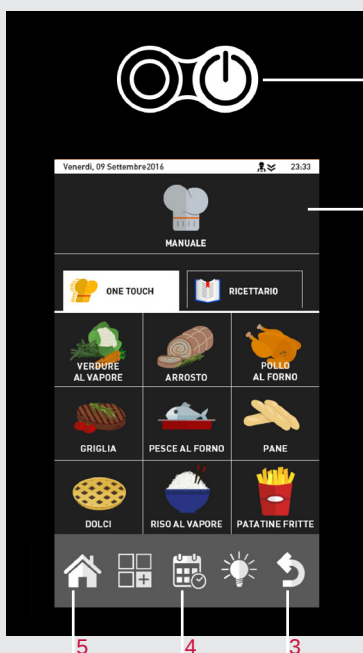 Venerdì, 09 Settembre2016 23:33
MANUALE
ONE TOUCH RICETTARIO
VERDURE AL VAPORE
ARROSTO
POLLO AL FORNO
GRIGLIA
PESCE AL FORNO
PANE
DOLCI
RISO AL VAPORE
PATATINE FRITTE
5 4 3